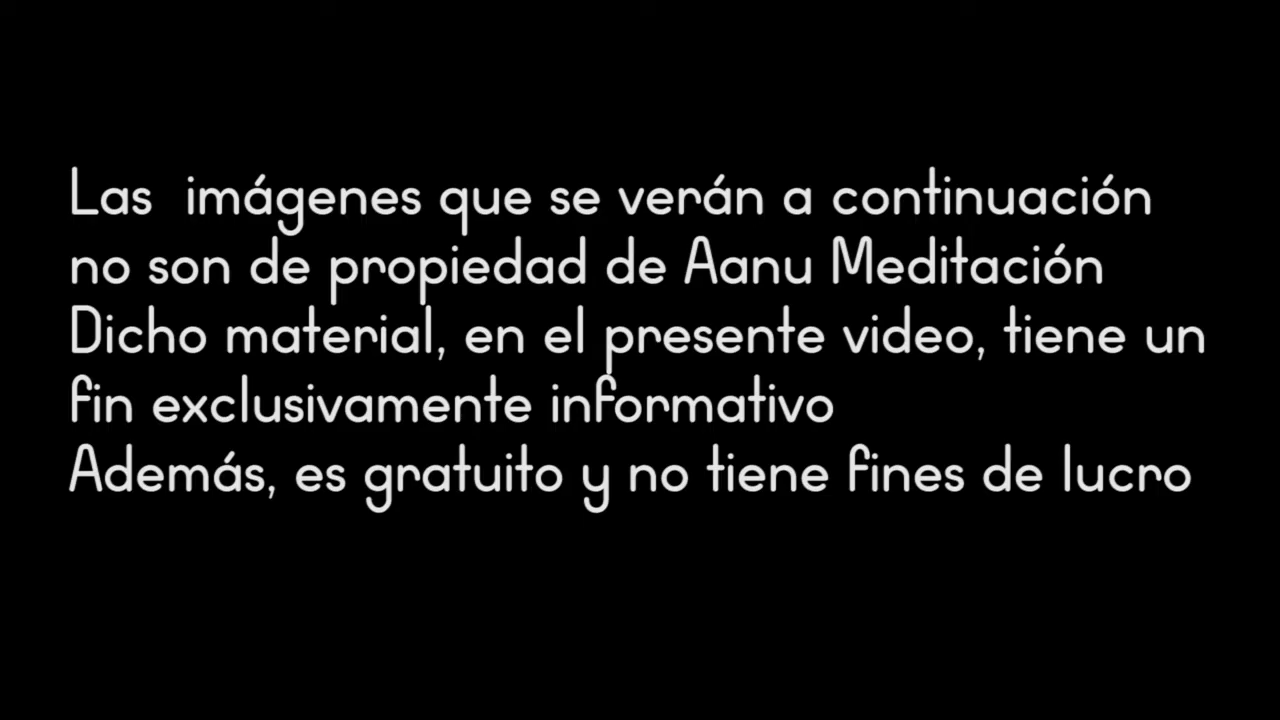 Las  imágenes que se verán a continuación
no son de propiedad de Aanu Meditación
Dicho material, en el presente video, tiene un
fin exclusivamente informativo
Además, es gratuito y no tiene fines de lucro